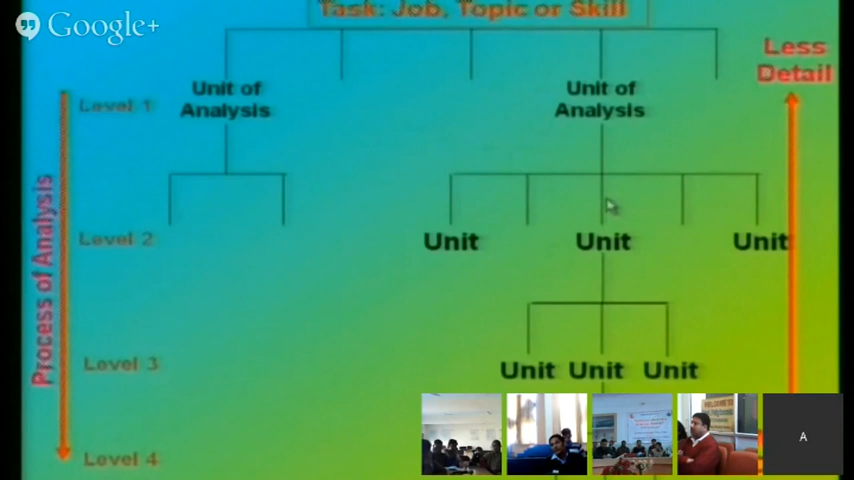 Google+
Task: Job, Topic or Skill
Less
Detail
Unit of
Analysis
Unit of
Analysis
Level 1
Process of Analysis
Level 2
Unit
Unit
Unit
Level 3
Unit
Unit
Unit
Level 4
Unit
A